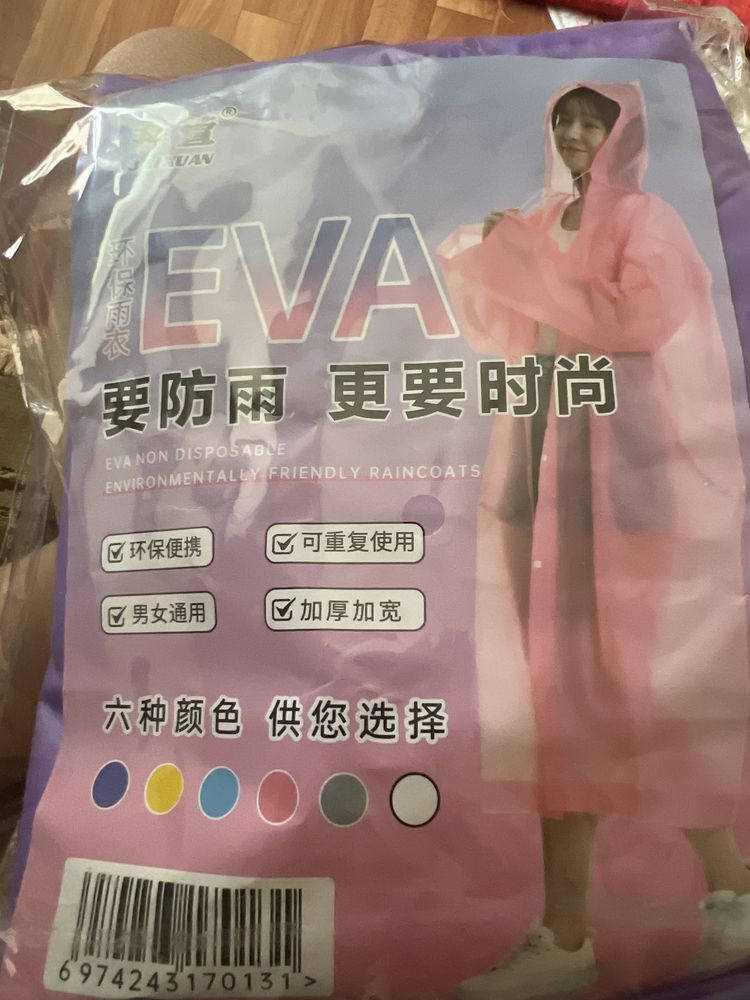 ®
EVA
环保雨衣
要防雨 更要时尚
EVA NON DISPOSABLE
ENVIRONMENTALLY-FRIENDLY RAINCOATS
环保便携
可重复使用
男女通用
加厚加宽
六种颜色 供您选择
6974243170131>